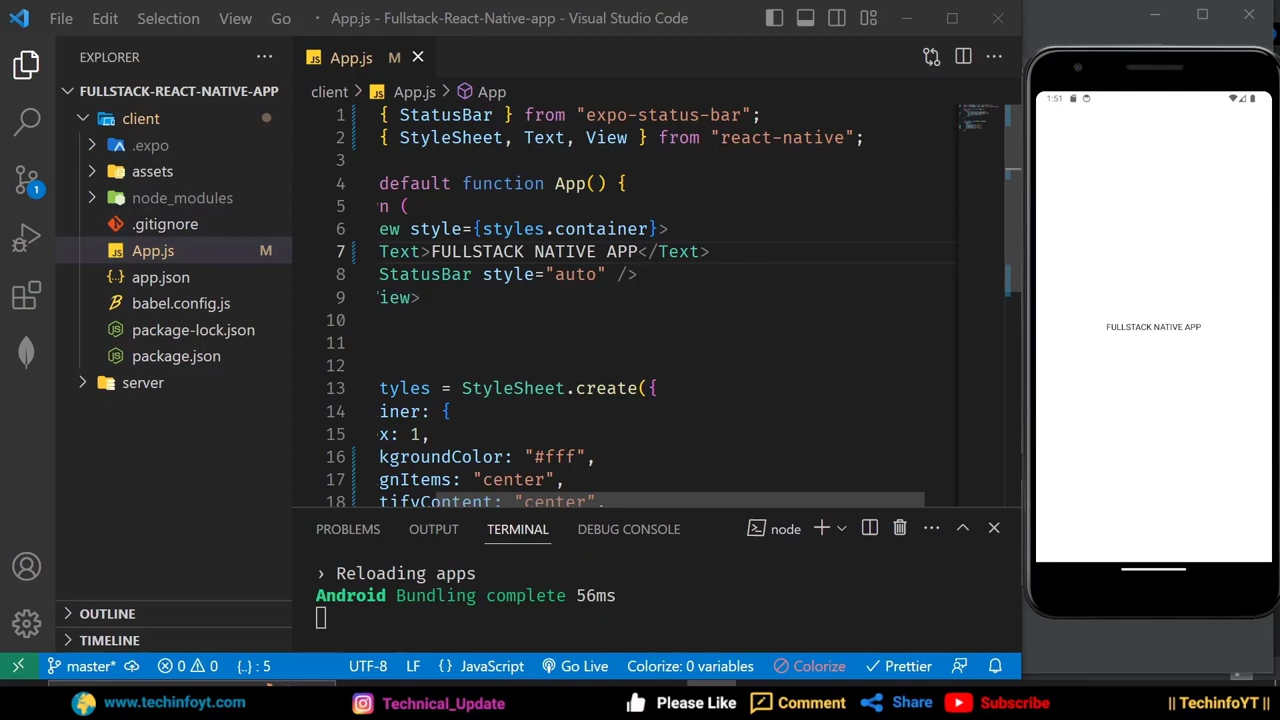 File Edit Selection View Go
App.js - Fullstack-React-Native-app - Visual Studio Code
EXPLORER
App.js M
FULLSTACK-REACT-NATIVE-APP
client > App.js > App
client
.expo
assets
node_modules
.gitignore
App.js M
app.json
babel.config.js
package-lock.json
package.json
server
1 { StatusBar } from "expo-status-bar";
2 { StyleSheet, Text, View } from "react-native";
3
4 default function App() {
5 n (
6 ew style={styles.container}>
7 Text>FULLSTACK NATIVE APP</Text>
8 StatusBar style="auto" />
9 View>
10
11
12
13 tyles = StyleSheet.create({
14 iner: {
15 x: 1,
16 kgroundColor: "#fff",
17 gnItems: "center",
18 tifyContent: "center",
1
PROBLEMS OUTPUT TERMINAL DEBUG CONSOLE
node
› Reloading apps
Android Bundling complete 56ms
OUTLINE
TIMELINE
master* 0 0 {..} : 5
UTF-8 LF {} JavaScript Go Live Colorize: 0 variables Colorize Prettier
1:51
FULLSTACK NATIVE APP
www.techinfoyt.com Technical_Update Please Like Comment Share Subscribe || TechinfoYT ||